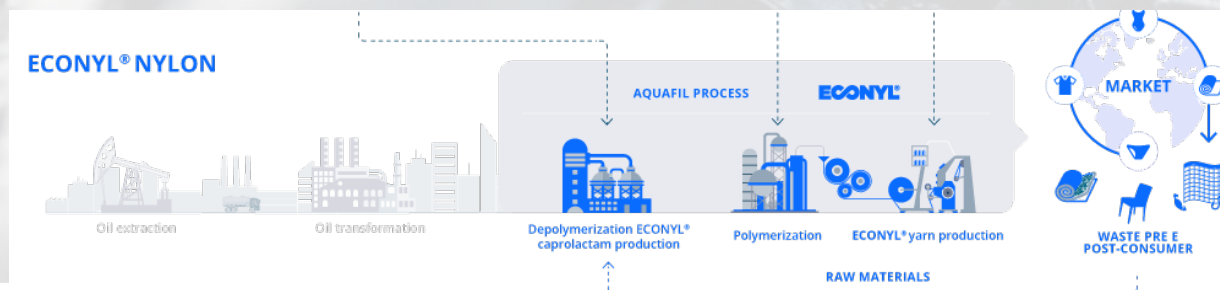 ECONYL® NYLON
AQUAFIL PROCESS
ECONYL®
MARKET
Oil extraction
Oil transformation
Depolymerization ECONYL®
caprolactam production
Polymerization
ECONYL® yarn production
WASTE PRE E
POST-CONSUMER
RAW MATERIALS